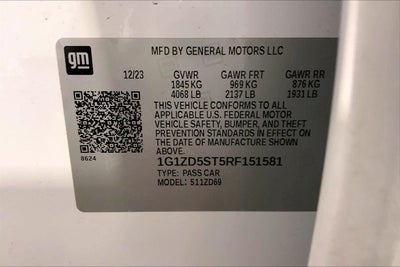 gm
MFD BY GENERAL MOTORS LLC
12/23 GVWR GAWR FRT GAWR RR
1845 KG 969 KG 876 KG
4068 LB 2137 LB 1931 LB
THIS VEHICLE CONFORMS TO ALL
APPLICABLE U.S. FEDERAL MOTOR
VEHICLE SAFETY, BUMPER, AND THEFT
PREVENTION STANDARDS IN EFFECT ON
THE DATE OF MANUFACTURE SHOWN
ABOVE.
8624
1G1ZD5ST5RF151581
TYPE: PASS CAR
MODEL: 511ZD69